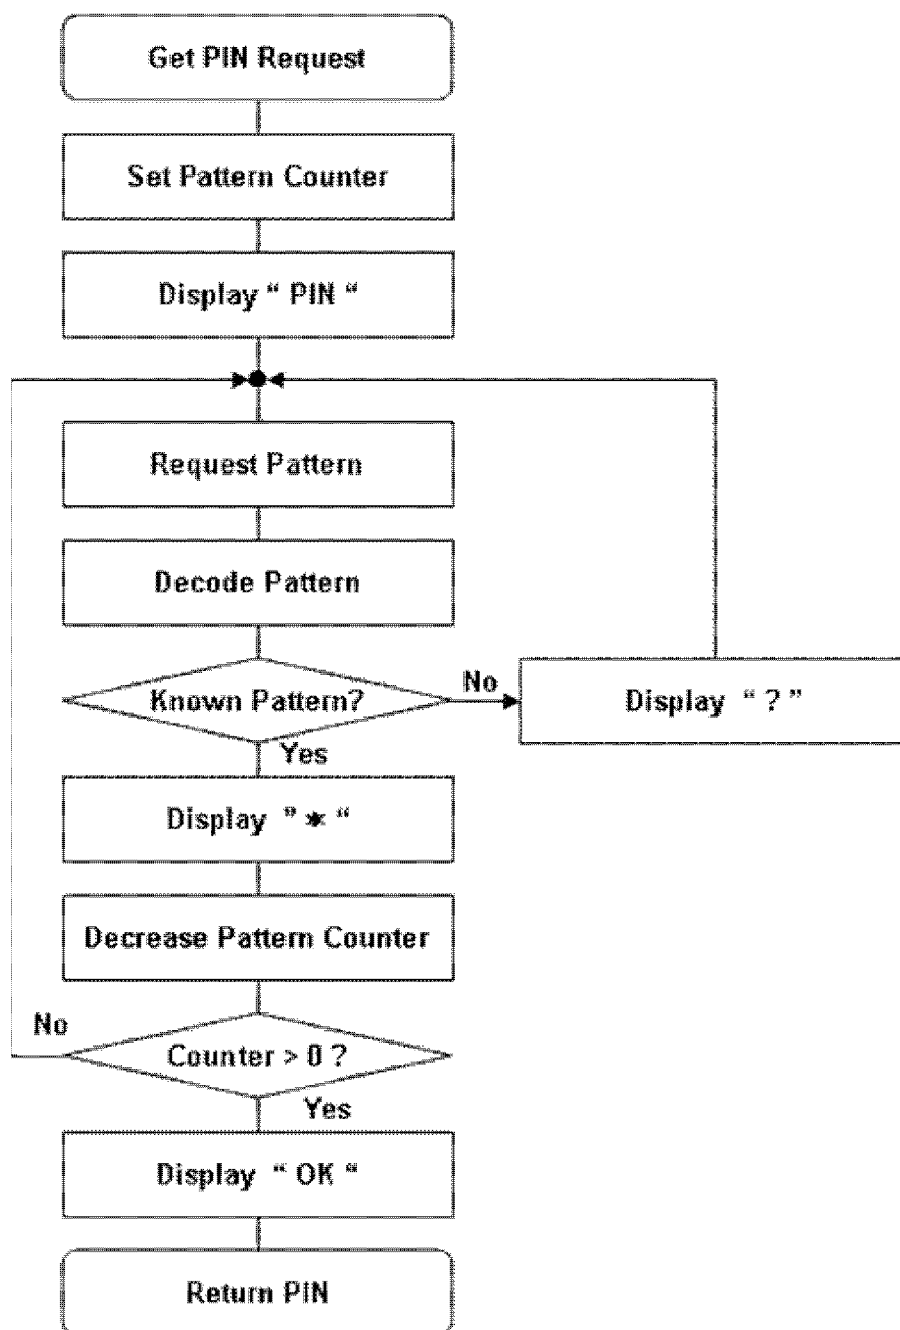 Get PIN Request
Set Pattern Counter
Display “ PIN “
Request Pattern
Decode Pattern
Known Pattern?
No
Display “ ? ”
Yes
Display ” * “
Decrease Pattern Counter
No
Counter > 0 ?
Yes
Display “ OK “
Return PIN